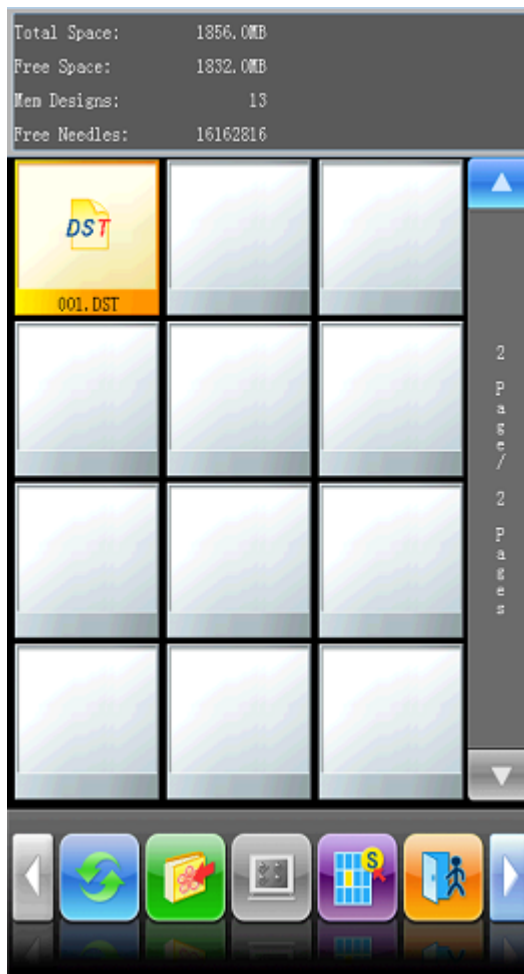 Total Space: 1856.0MB
Free Space: 1832.0MB
Mem Designs: 13
Free Needles: 16162816
DST
001.DST
2 Page/ 2 Pages
S